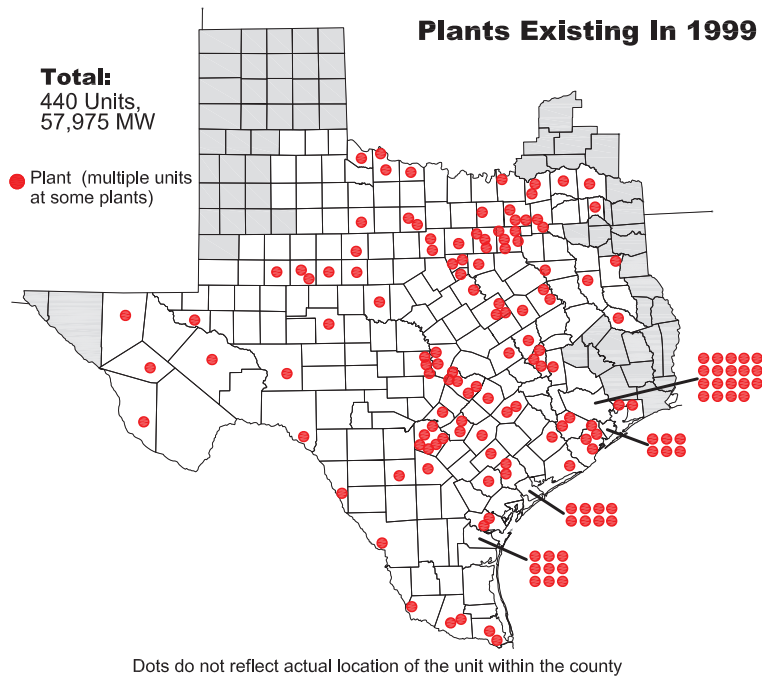 Plants Existing In 1999
Total:
440 Units,
57,975 MW
Plant (multiple units
at some plants)
Dots do not reflect actual location of the unit within the county